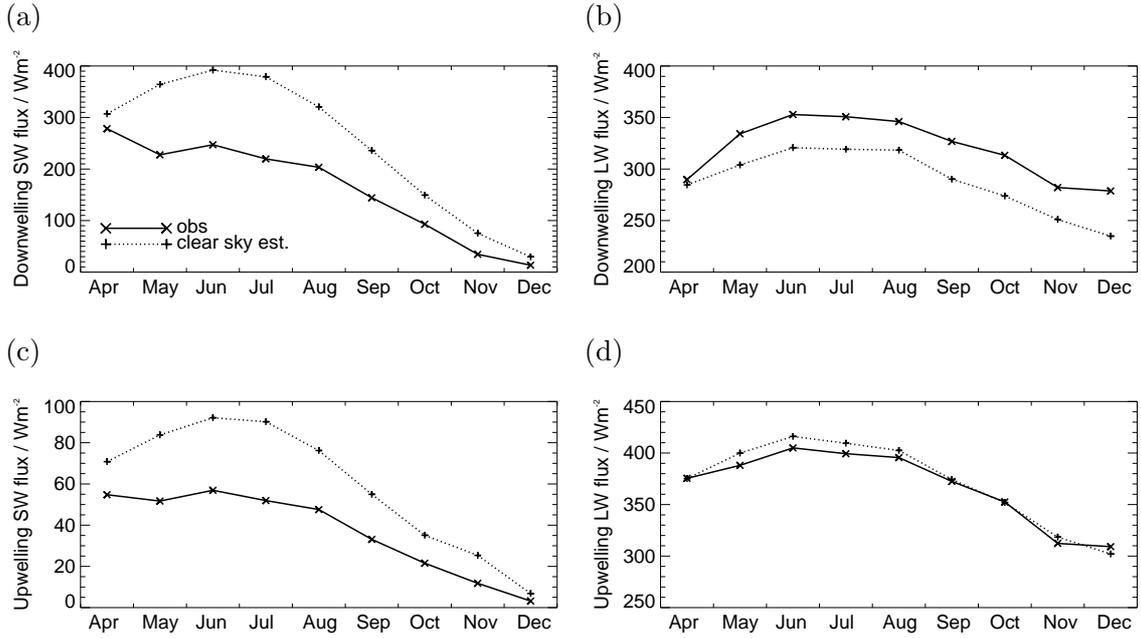 (a)
Downwelling SW flux / Wm-2
400
300
200
100
0
obs
clear sky est.
Apr May Jun Jul Aug Sep Oct Nov Dec
(b)
Downwelling LW flux / Wm-2
400
350
300
250
200
Apr May Jun Jul Aug Sep Oct Nov Dec
(c)
Upwelling SW flux / Wm-2
100
80
60
40
20
0
Apr May Jun Jul Aug Sep Oct Nov Dec
(d)
Upwelling LW flux / Wm-2
450
400
350
300
250
Apr May Jun Jul Aug Sep Oct Nov Dec